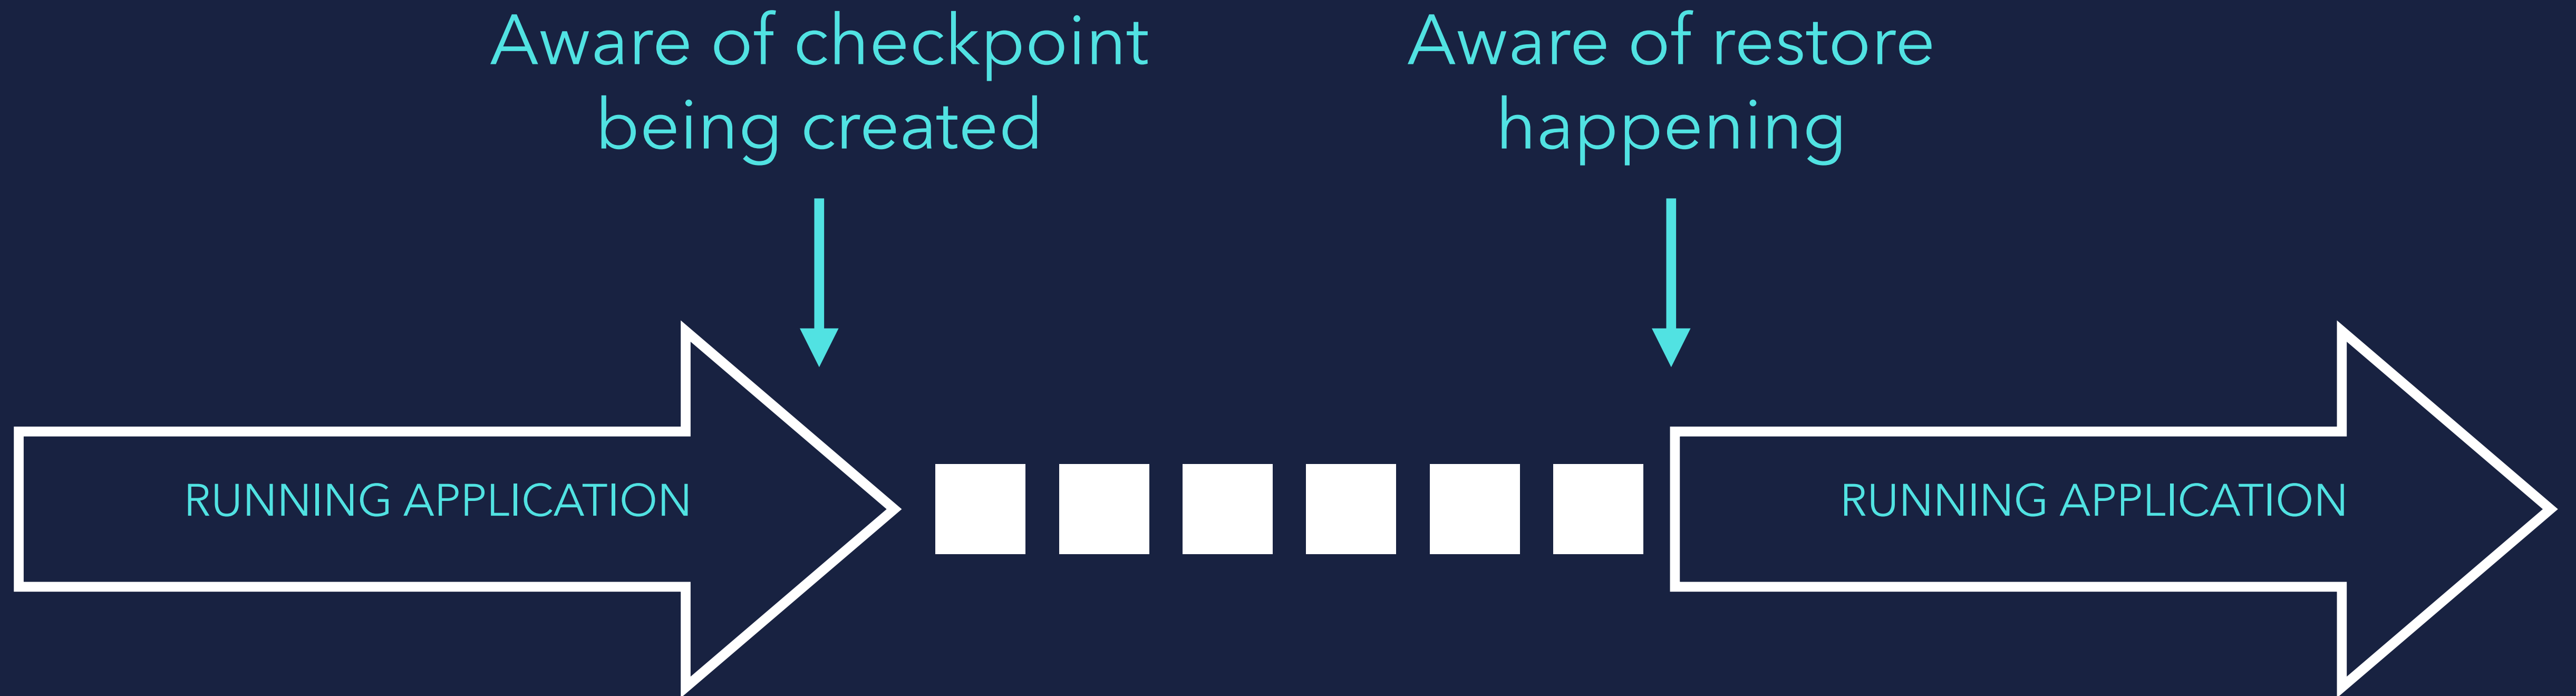 Aware of checkpoint
being created
Aware of restore
happening
RUNNING APPLICATION
RUNNING APPLICATION